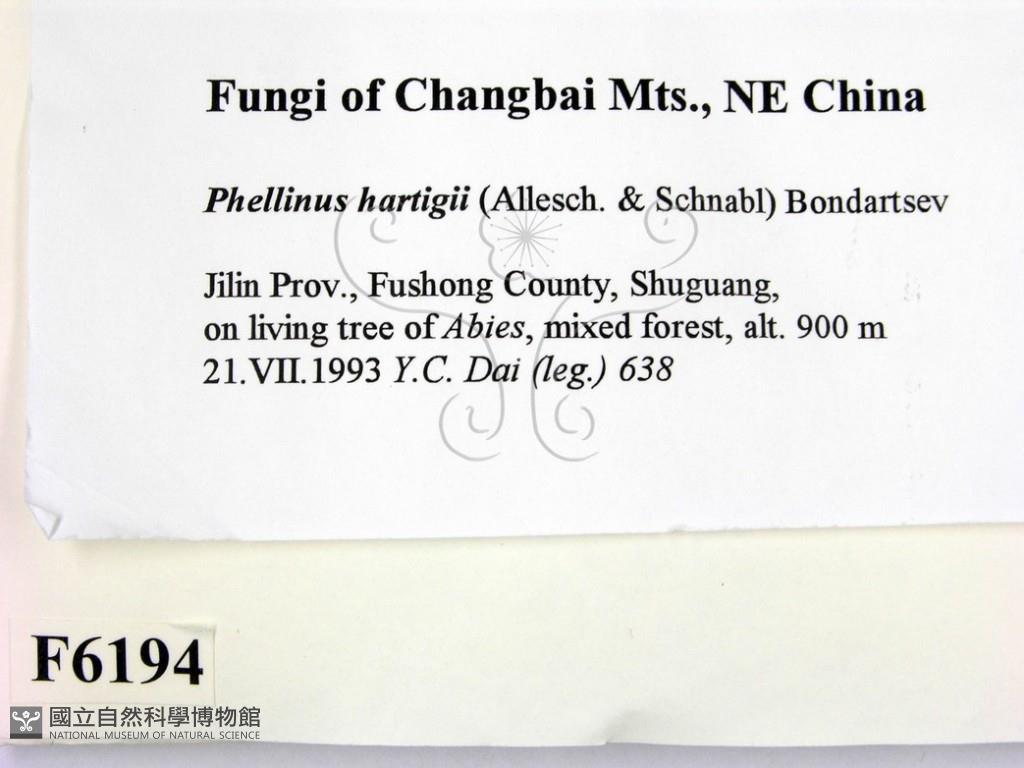 Fungi of Changbai Mts., NE China
Phellinus hartigii (Allesch. & Schnabl) Bondartsev
Jilin Prov., Fushong County, Shuguang,
on living tree of Abies, mixed forest, alt. 900 m
21.VII.1993 Y.C. Dai (leg.) 638
F6194
國立自然科學博物館
NATIONAL MUSEUM OF NATURAL SCIENCE